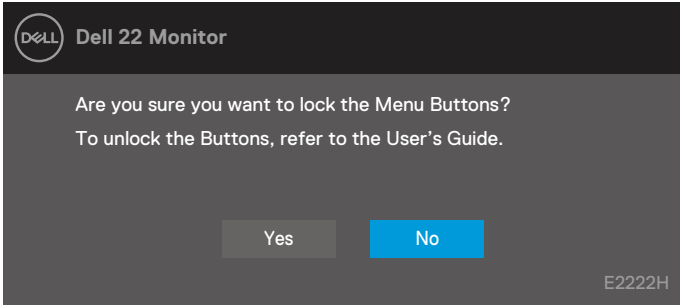 DELL Dell 22 Monitor
Are you sure you want to lock the Menu Buttons?
To unlock the Buttons, refer to the User's Guide.
Yes No
E2222H